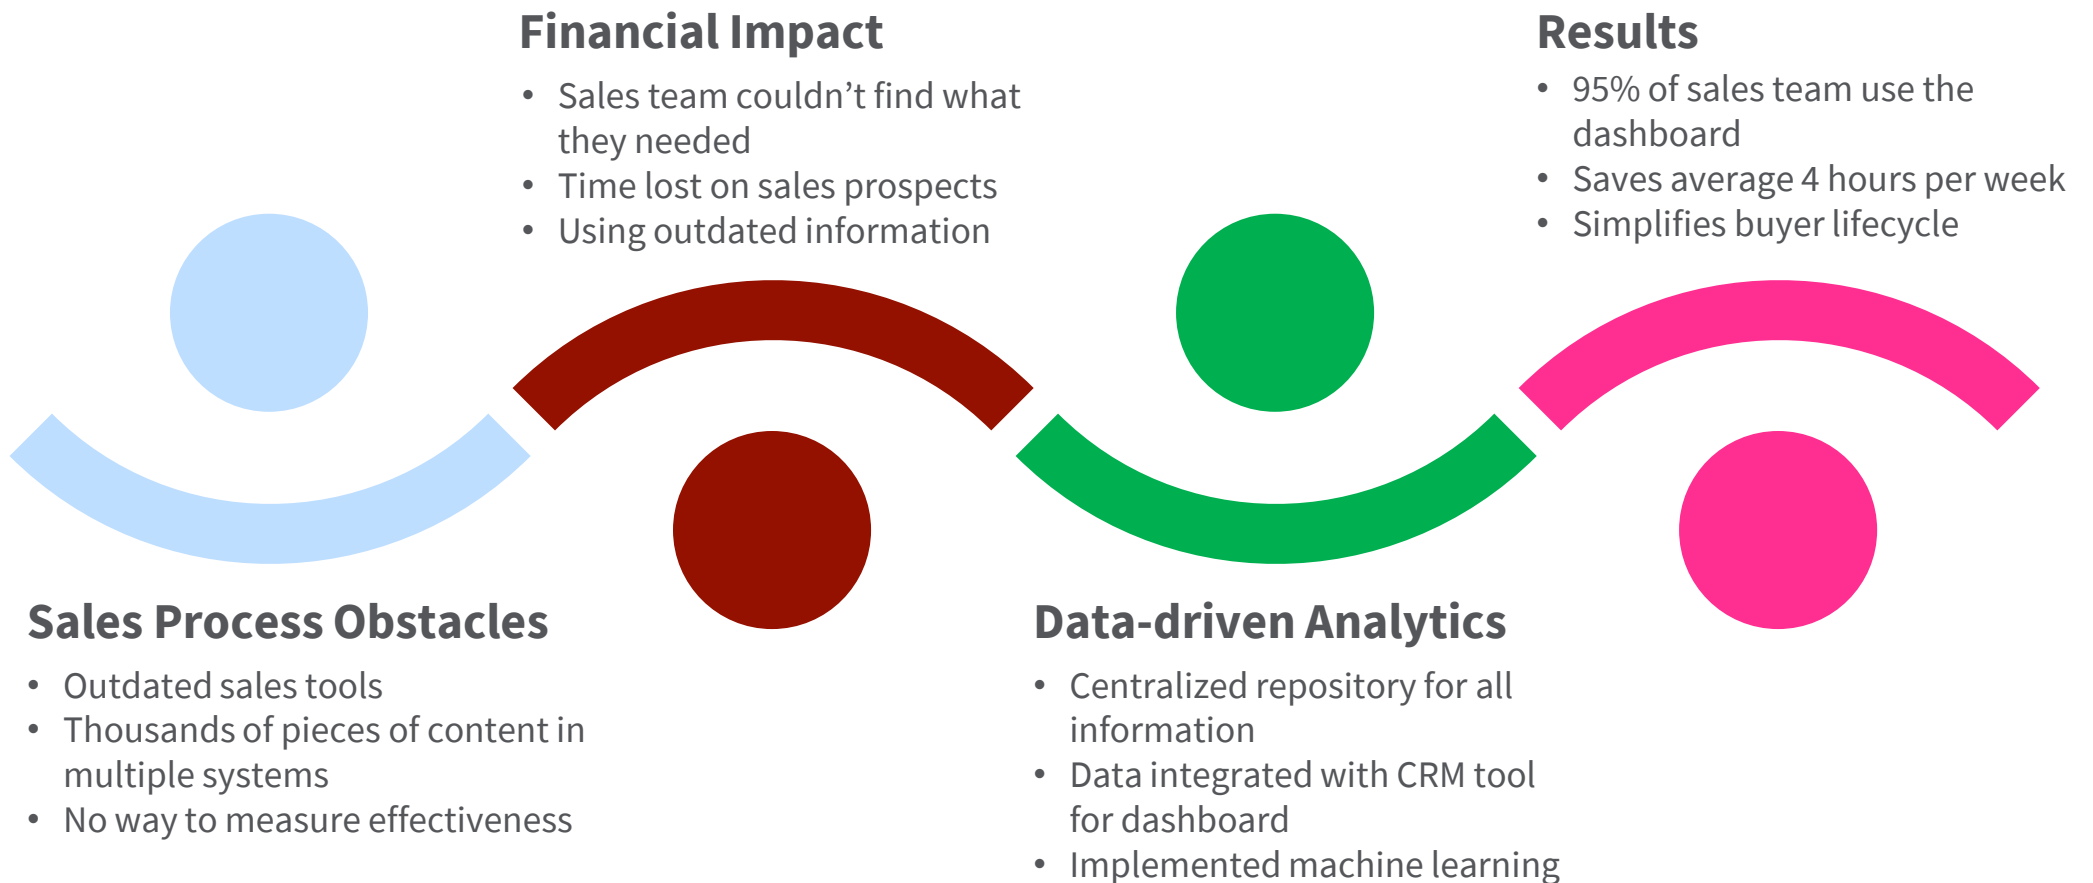 Financial Impact
• Sales team couldn’t find what
they needed
• Time lost on sales prospects
• Using outdated information
Results
• 95% of sales team use the
dashboard
• Saves average 4 hours per week
• Simplifies buyer lifecycle
Sales Process Obstacles
• Outdated sales tools
• Thousands of pieces of content in
multiple systems
• No way to measure effectiveness
Data-driven Analytics
• Centralized repository for all
information
• Data integrated with CRM tool
for dashboard
• Implemented machine learning